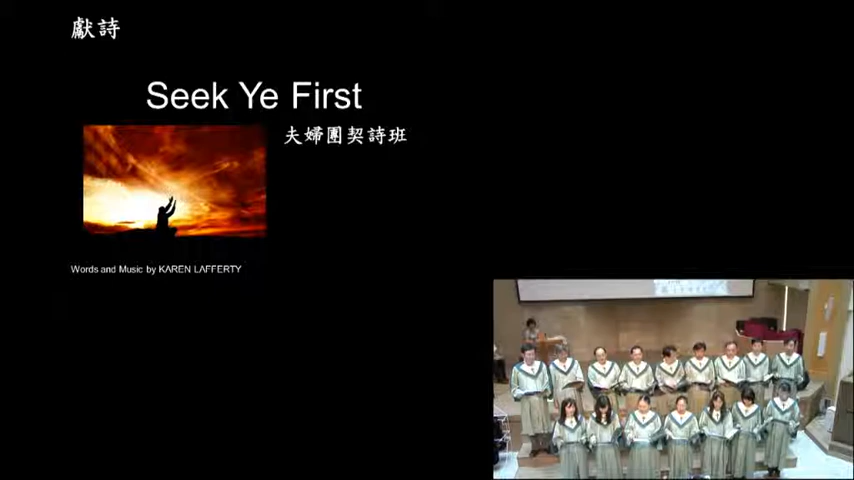 獻詩
Seek Ye First
夫婦團契詩班
Words and Music by KAREN LAFFERTY